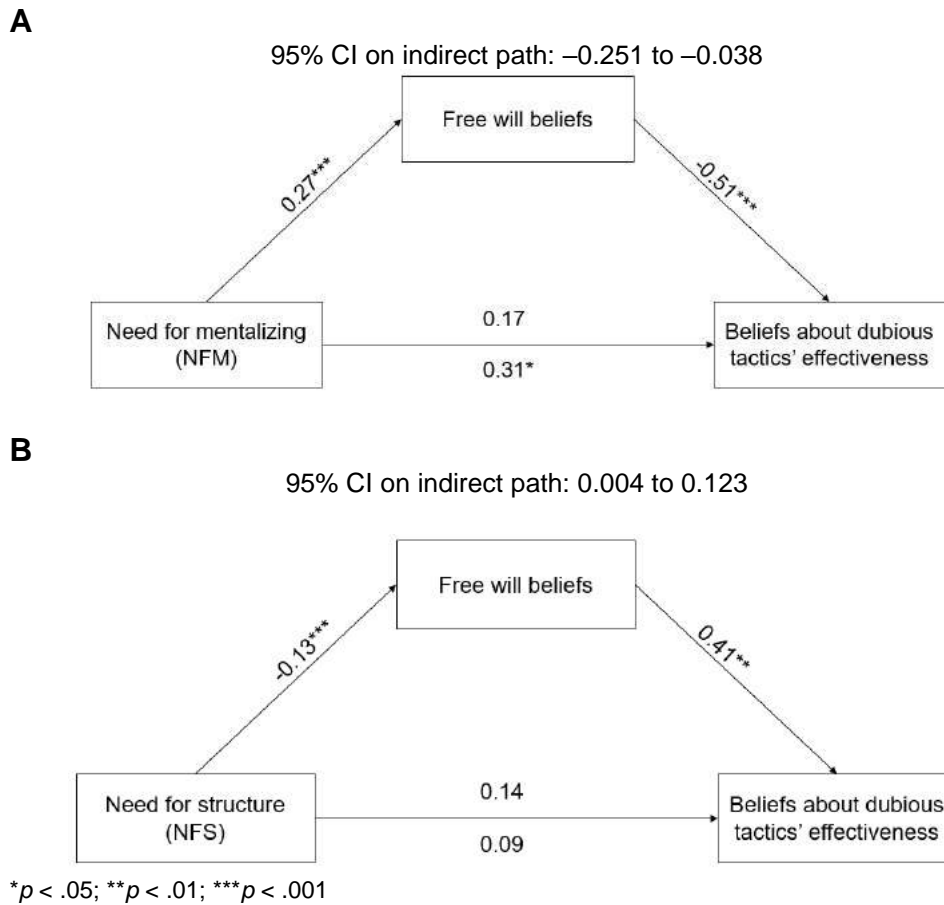 A
95% CI on indirect path: –0.251 to –0.038
Free will beliefs
0.27***
-0.51***
Need for mentalizing
(NFM)
0.17
0.31*
Beliefs about dubious
tactics’ effectiveness
B
95% CI on indirect path: 0.004 to 0.123
Free will beliefs
-0.13***
0.41**
Need for structure
(NFS)
0.14
0.09
Beliefs about dubious
tactics’ effectiveness
*p < .05; **p < .01; ***p < .001